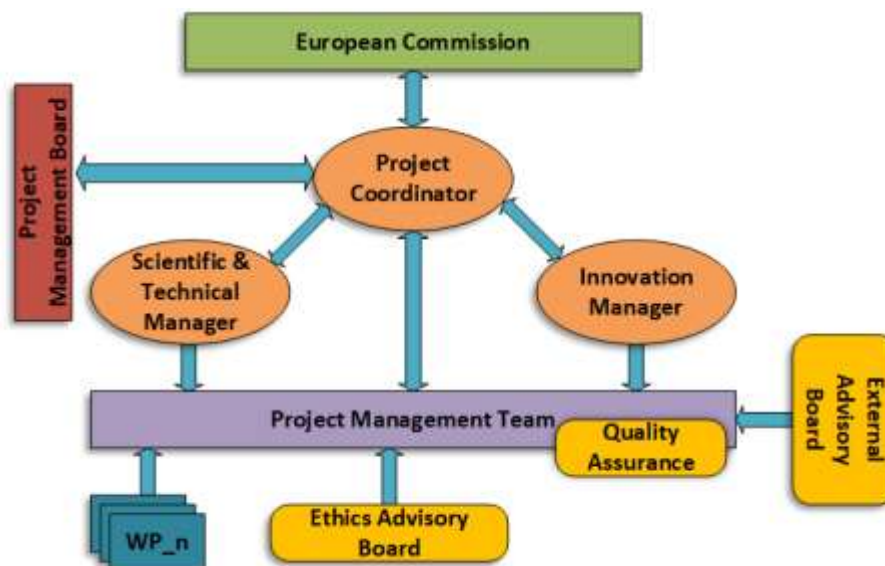 European Commission
Project
Management Board
Project
Coordinator
Scientific &
Technical
Manager
Innovation
Manager
External
Advisory
Board
Project Management Team
Quality
Assurance
Ethics Advisory
Board
WP_n